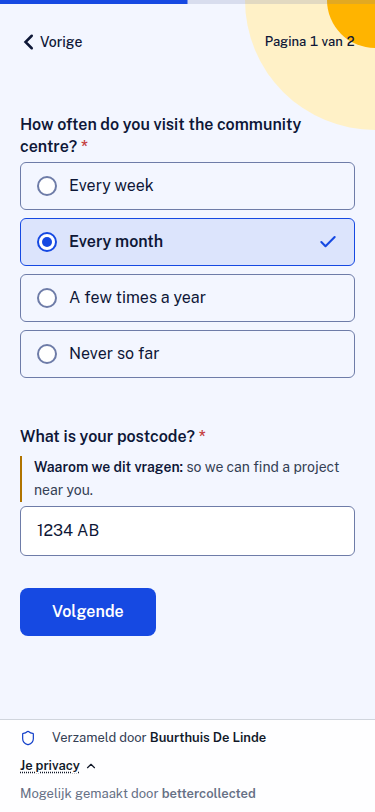 Vorige
Pagina 1 van 2
How often do you visit the community
centre? *
Every week
Every month
A few times a year
Never so far
What is your postcode? *
Waarom we dit vragen: so we can find a project
near you.
1234 AB
Volgende
Verzameld door Buurthuis De Linde
Je privacy
Mogelijk gemaakt door bettercollected